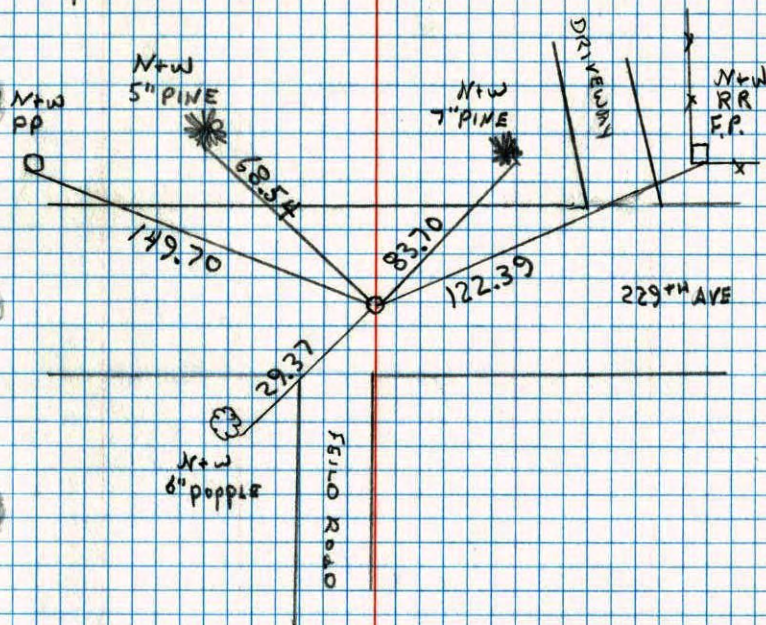 N+W
PP
N+W
5" PINE
N+W
7" PINE
DRIVEWAY
N+W
RR
F.P.
68.54
149.70
83.70
122.39
229TH AVE
29.37
N+W
6" POPPLE
FEILD ROAD